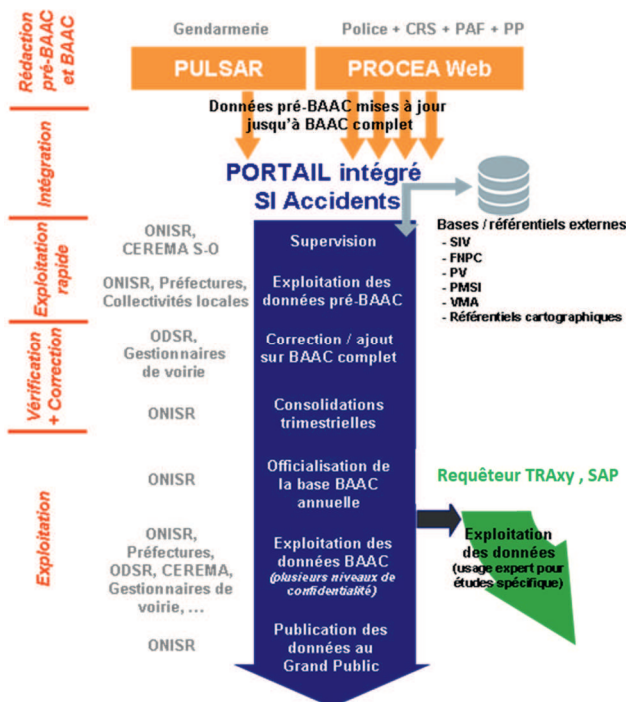 Rédaction
pré-BAAC
et BAAC
Gendarmerie
Police + CRS + PAF + PP
PULSAR
PROCEA Web
Données pré-BAAC mises à jour
jusqu'à BAAC complet
Intégration
PORTAIL intégré
SI Accidents
Bases / référentiels externes
- SIV
- FNPC
- PV
- PMSI
- VMA
- Référentiels cartographiques
Exploitation
rapide
ONISR,
CEREMA S-O
Supervision
ONISR, Préfectures,
Collectivités locales
Exploitation des
données pré-BAAC
Vérification
+ Correction
ODSR,
Gestionnaires
de voirie
Correction / ajout
sur BAAC complet
ONISR
Consolidations
trimestrielles
Exploitation
ONISR
Officialisation de
la base BAAC
annuelle
Requêteur TRAxy , SAP
ONISR,
Préfectures,
ODSR, CEREMA,
Gestionnaires de
voirie, ...
Exploitation des
données BAAC
(plusieurs niveaux de
confidentialité)
Exploitation
des données
(usage expert pour
études spécifique)
ONISR
Publication des
données au
Grand Public